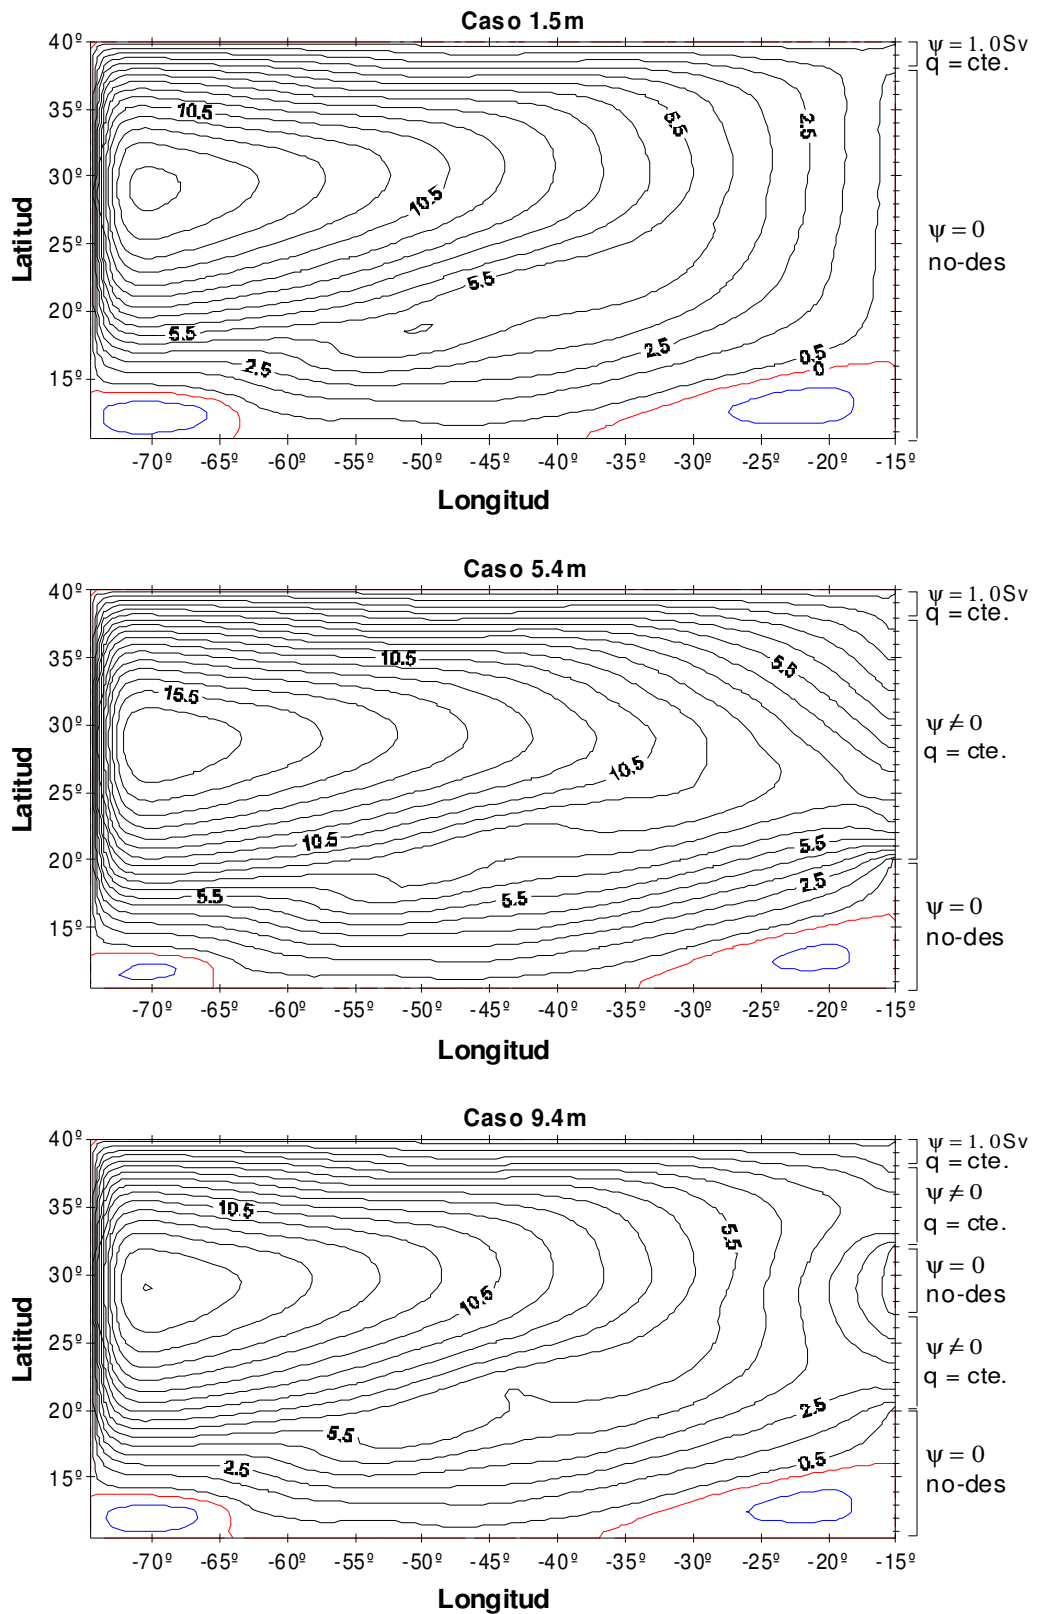 Caso 1.5m
40º
35º
30º
25º
20º
15º
Latitud
10.5
5.5
2.5
10.5
5.5
5.5
2.5
2.5
0.5
0
ψ = 1.0Sv
q = cte.
ψ = 0
no-des
-70º -65º -60º -55º -50º -45º -40º -35º -30º -25º -20º -15º
Longitud
Caso 5.4m
40º
35º
30º
25º
20º
15º
Latitud
10.5
5.5
15.5
10.5
10.5
5.5
5.5
5.5
2.5
ψ = 1.0Sv
q = cte.
ψ ≠ 0
q = cte.
ψ = 0
no-des
-70º -65º -60º -55º -50º -45º -40º -35º -30º -25º -20º -15º
Longitud
Caso 9.4m
40º
35º
30º
25º
20º
15º
Latitud
10.5
5.5
10.5
2.5
5.5
2.5
0.5
ψ = 1.0Sv
q = cte.
ψ ≠ 0
q = cte.
ψ = 0
no-des
ψ ≠ 0
q = cte.
ψ = 0
no-des
-70º -65º -60º -55º -50º -45º -40º -35º -30º -25º -20º -15º
Longitud